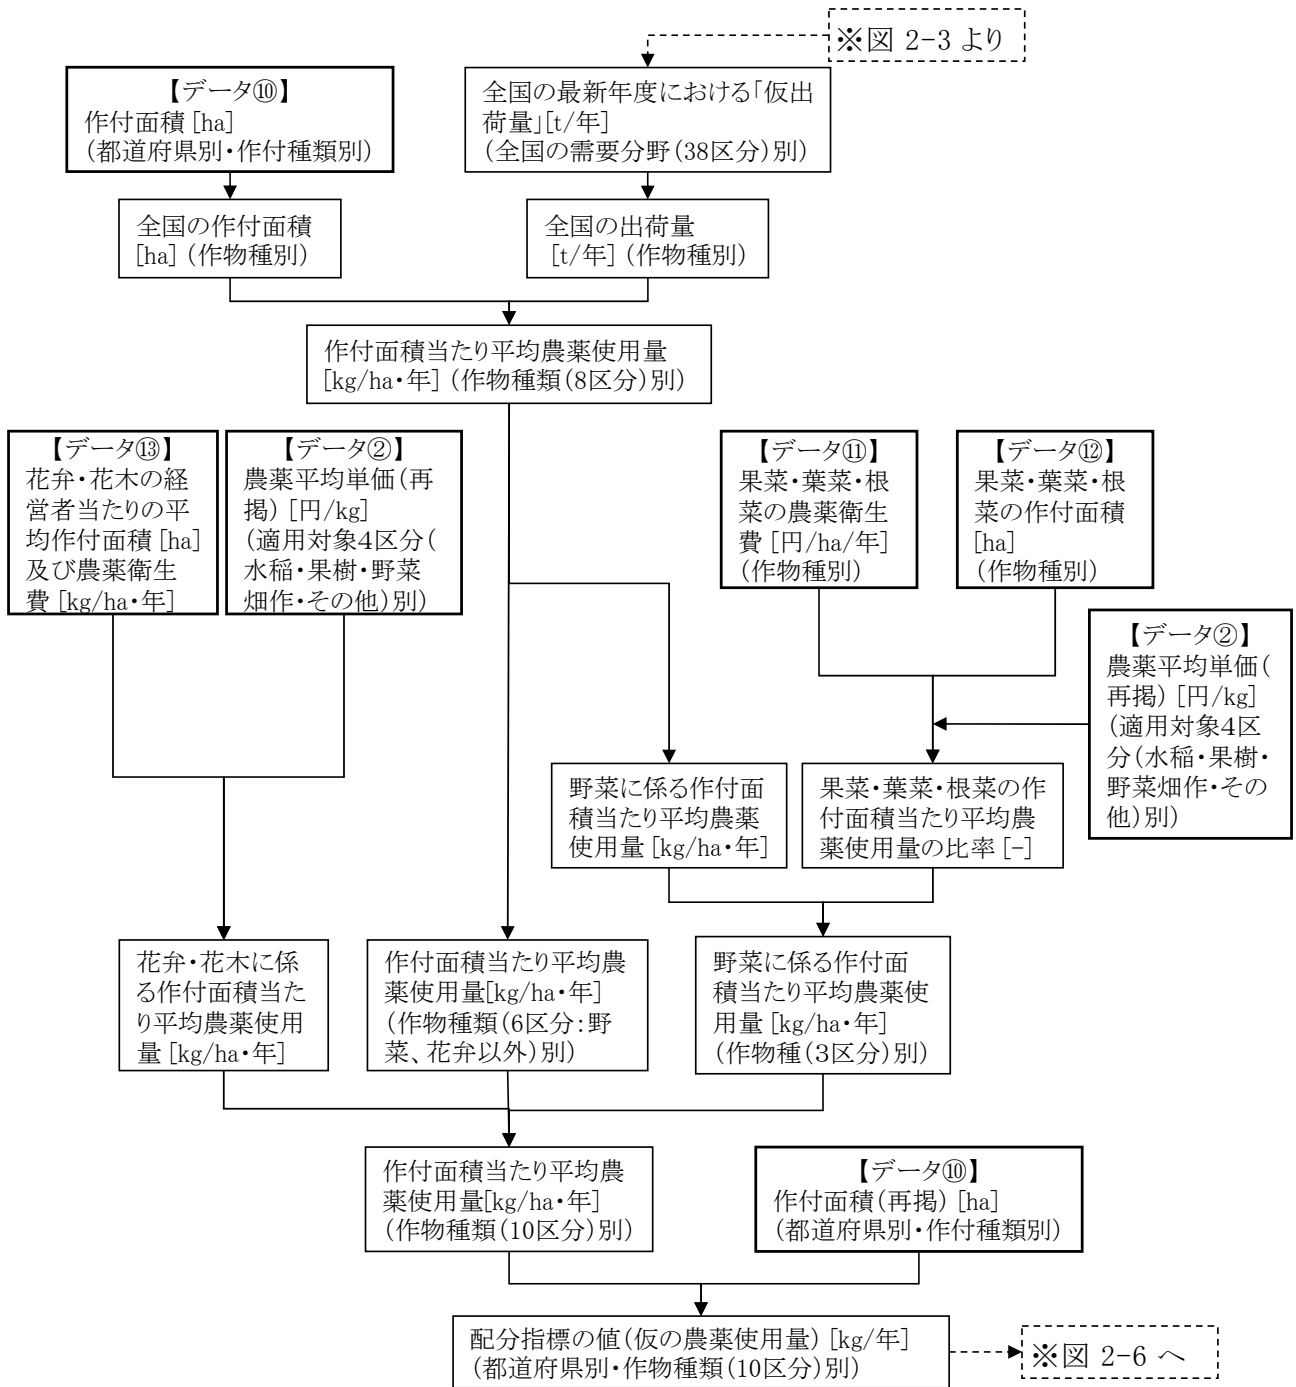 ※図 2-3 より
【データ⑩】
作付面積 [ha]
(都道府県別・作付種類別)
全国の最新年度における「仮出
荷量」[t/年]
(全国の需要分野(38区分)別)
全国の作付面積
[ha] (作物種別)
全国の出荷量
[t/年] (作物種別)
作付面積当たり平均農薬使用量
[kg/ha・年] (作物種類(8区分)別)
【データ⑬】
花弁・花木の経
営者当たりの平
均作付面積 [ha]
及び農薬衛生
費 [kg/ha・年]
【データ②】
農薬平均単価(再
掲) [円/kg]
(適用対象4区分(
水稲・果樹・野菜
畑作・その他)別)
【データ⑪】
果菜・葉菜・根
菜の農薬衛生
費 [円/ha/年]
(作物種別)
【データ⑫】
果菜・葉菜・根
菜の作付面積
[ha]
(作物種別)
【データ②】
農薬平均単価(
再掲) [円/kg]
(適用対象4区
分(水稲・果樹・
野菜畑作・その
他)別)
野菜に係る作付面
積当たり平均農薬
使用量 [kg/ha・年]
果菜・葉菜・根菜の作
付面積当たり平均農
薬使用量の比率 [-]
花弁・花木に係
る作付面積当た
り平均農薬使用
量 [kg/ha・年]
作付面積当たり平均農
薬使用量[kg/ha・年]
(作物種類(6区分:野
菜、花弁以外)別)
野菜に係る作付面
積当たり平均農薬使
用量 [kg/ha・年]
(作物種(3区分)別)
作付面積当たり平均農
薬使用量[kg/ha・年]
(作物種類(10区分)別)
【データ⑩】
作付面積(再掲) [ha]
(都道府県別・作付種類別)
配分指標の値(仮の農薬使用量) [kg/年]
(都道府県別・作物種類(10区分)別)
※図 2-6 へ